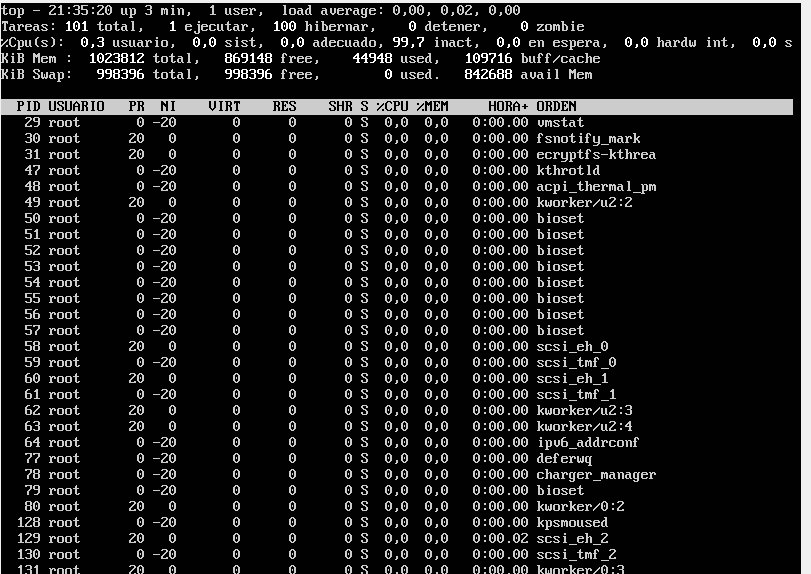 top - 21:35:20 up 3 min,  1 user,  load average: 0,00, 0,02, 0,00
Tareas: 101 total,   1 ejecutar, 100 hibernar,   0 detener,   0 zombie
%Cpu(s):  0,3 usuario,  0,0 sist,  0,0 adecuado, 99,7 inact,  0,0 en espera,  0,0 hardw int,  0,0 s
KiB Mem :  1023812 total,   869148 free,    44948 used,   109716 buff/cache
KiB Swap:   998396 total,   998396 free,        0 used.   842688 avail Mem
PID USUARIO   PR  NI    VIRT    RES    SHR S %CPU %MEM     HORA+ ORDEN
29 root       0 -20       0      0      0 S  0,0  0,0   0:00.00 vmstat
30 root      20   0       0      0      0 S  0,0  0,0   0:00.00 fsnotify_mark
31 root      20   0       0      0      0 S  0,0  0,0   0:00.00 ecryptfs-kthrea
47 root       0 -20       0      0      0 S  0,0  0,0   0:00.00 kthrotld
48 root       0 -20       0      0      0 S  0,0  0,0   0:00.00 acpi_thermal_pm
49 root      20   0       0      0      0 S  0,0  0,0   0:00.00 kworker/u2:2
50 root       0 -20       0      0      0 S  0,0  0,0   0:00.00 bioset
51 root       0 -20       0      0      0 S  0,0  0,0   0:00.00 bioset
52 root       0 -20       0      0      0 S  0,0  0,0   0:00.00 bioset
53 root       0 -20       0      0      0 S  0,0  0,0   0:00.00 bioset
54 root       0 -20       0      0      0 S  0,0  0,0   0:00.00 bioset
55 root       0 -20       0      0      0 S  0,0  0,0   0:00.00 bioset
56 root       0 -20       0      0      0 S  0,0  0,0   0:00.00 bioset
57 root       0 -20       0      0      0 S  0,0  0,0   0:00.00 bioset
58 root      20   0       0      0      0 S  0,0  0,0   0:00.00 scsi_eh_0
59 root       0 -20       0      0      0 S  0,0  0,0   0:00.00 scsi_tmf_0
60 root      20   0       0      0      0 S  0,0  0,0   0:00.00 scsi_eh_1
61 root       0 -20       0      0      0 S  0,0  0,0   0:00.00 scsi_tmf_1
62 root      20   0       0      0      0 S  0,0  0,0   0:00.00 kworker/u2:3
63 root      20   0       0      0      0 S  0,0  0,0   0:00.00 kworker/u2:4
64 root       0 -20       0      0      0 S  0,0  0,0   0:00.00 ipv6_addrconf
77 root       0 -20       0      0      0 S  0,0  0,0   0:00.00 deferwq
78 root       0 -20       0      0      0 S  0,0  0,0   0:00.00 charger_manager
79 root       0 -20       0      0      0 S  0,0  0,0   0:00.00 bioset
80 root      20   0       0      0      0 S  0,0  0,0   0:00.00 kworker/0:2
128 root       0 -20       0      0      0 S  0,0  0,0   0:00.00 kpsmoused
129 root      20   0       0      0      0 S  0,0  0,0   0:00.02 scsi_eh_2
130 root       0 -20       0      0      0 S  0,0  0,0   0:00.00 scsi_tmf_2
131 root      20   0       0      0      0 S  0,0  0,0   0:00.00 kworker/0:3